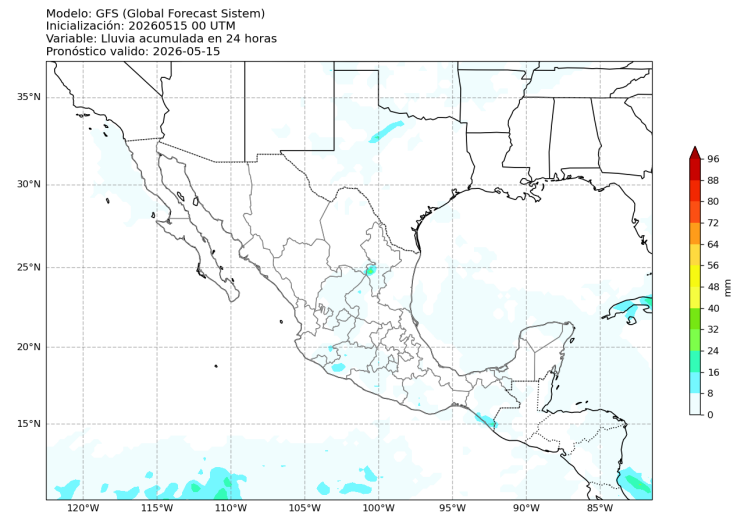 Modelo: GFS (Global Forecast Sistem)
Inicialización: 20260515 00 UTM
Variable: Lluvia acumulada en 24 horas
Pronóstico valido: 2026-05-15
35°N
30°N
25°N
20°N
15°N
120°W 115°W 110°W 105°W 100°W 95°W 90°W 85°W
96
88
80
72
64
56
48
40
32
24
16
8
0
mm